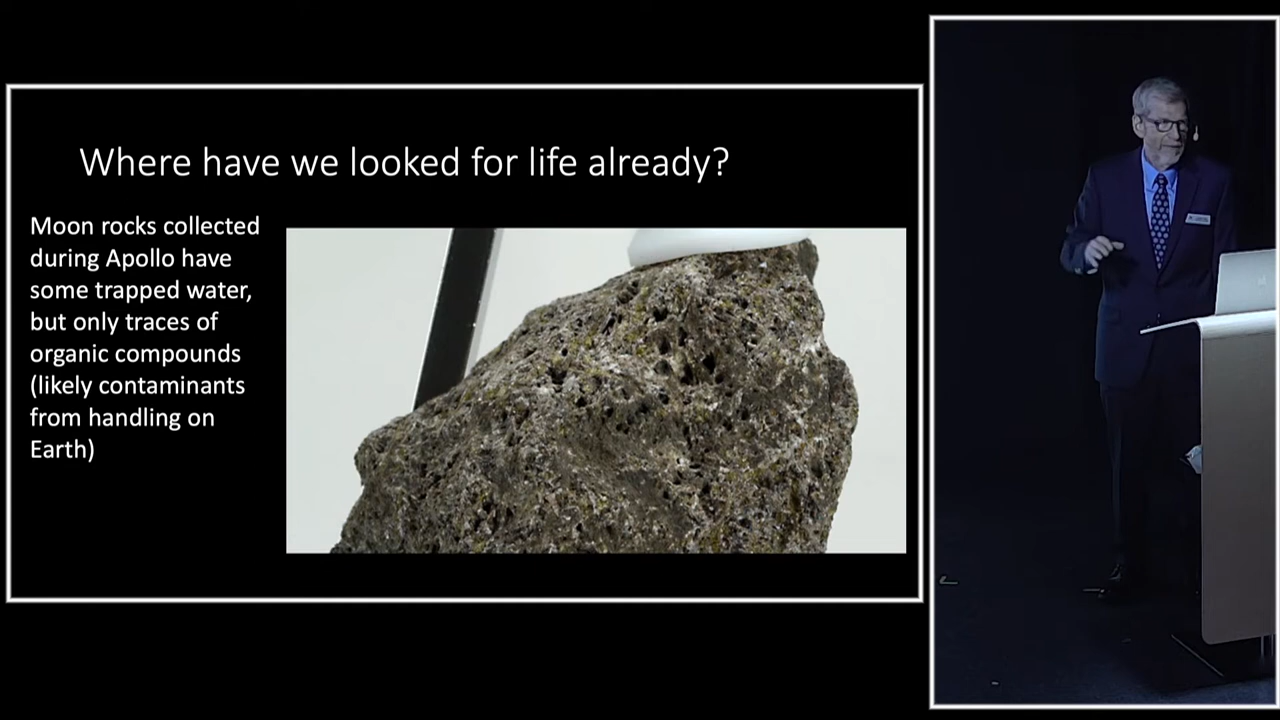 Where have we looked for life already?
Moon rocks collected
during Apollo have
some trapped water,
but only traces of
organic compounds
(likely contaminants
from handling on
Earth)